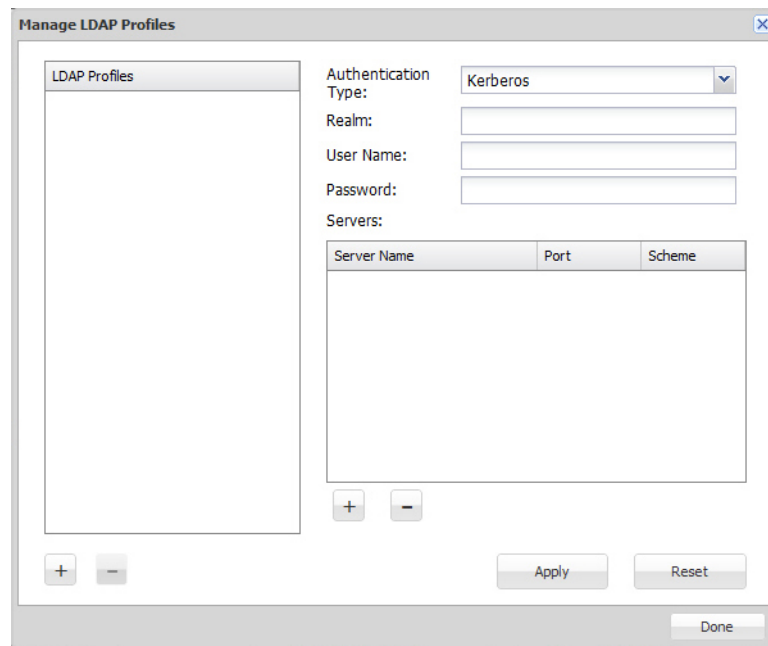 Manage LDAP Profiles
LDAP Profiles
Authentication
Type:
Kerberos
Realm:
User Name:
Password:
Servers:
Server Name Port Scheme
+ -
+ -
Apply Reset
Done